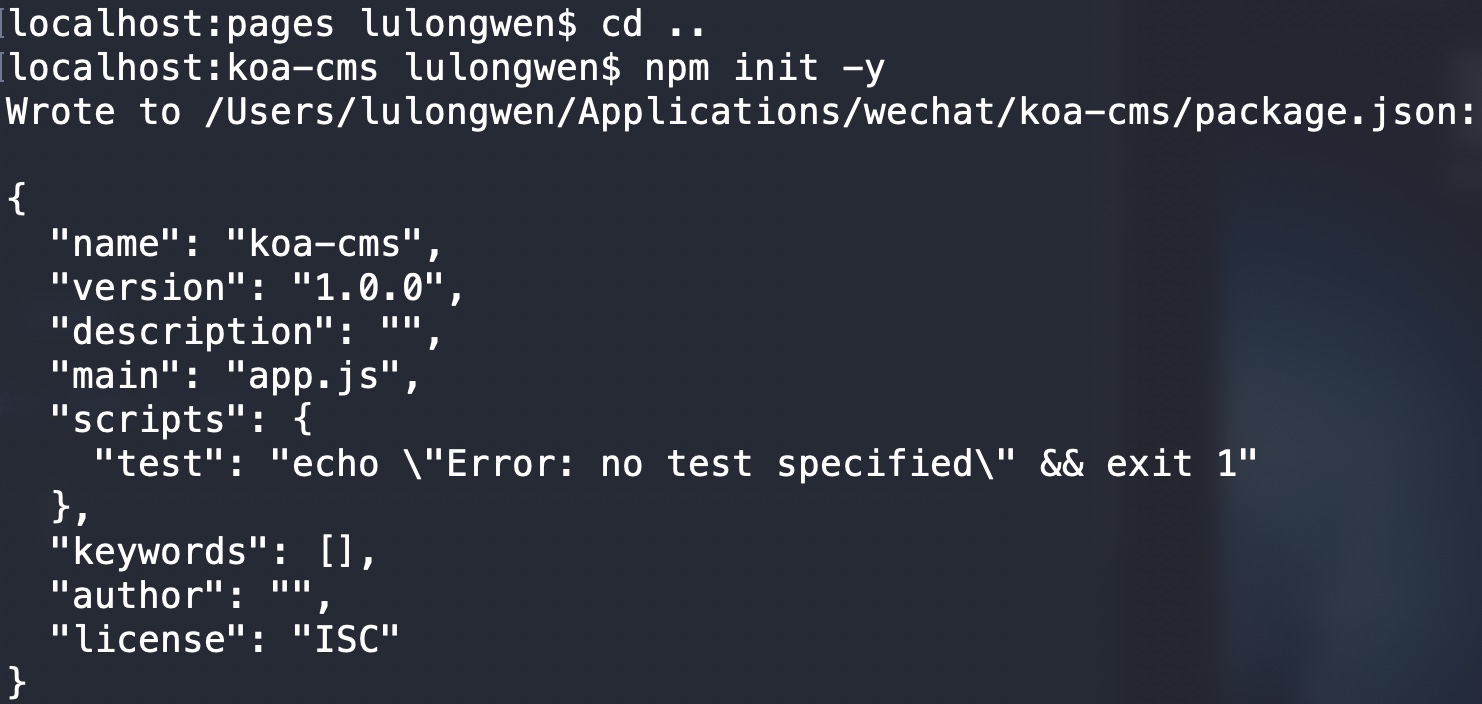 [localhost:pages lulongwen$ cd ..
[localhost:koa-cms lulongwen$ npm init -y
Wrote to /Users/lulongwen/Applications/wechat/koa-cms/package.json:
{
  "name": "koa-cms",
  "version": "1.0.0",
  "description": "",
  "main": "app.js",
  "scripts": {
    "test": "echo \"Error: no test specified\" && exit 1"
  },
  "keywords": [],
  "author": "",
  "license": "ISC"
}